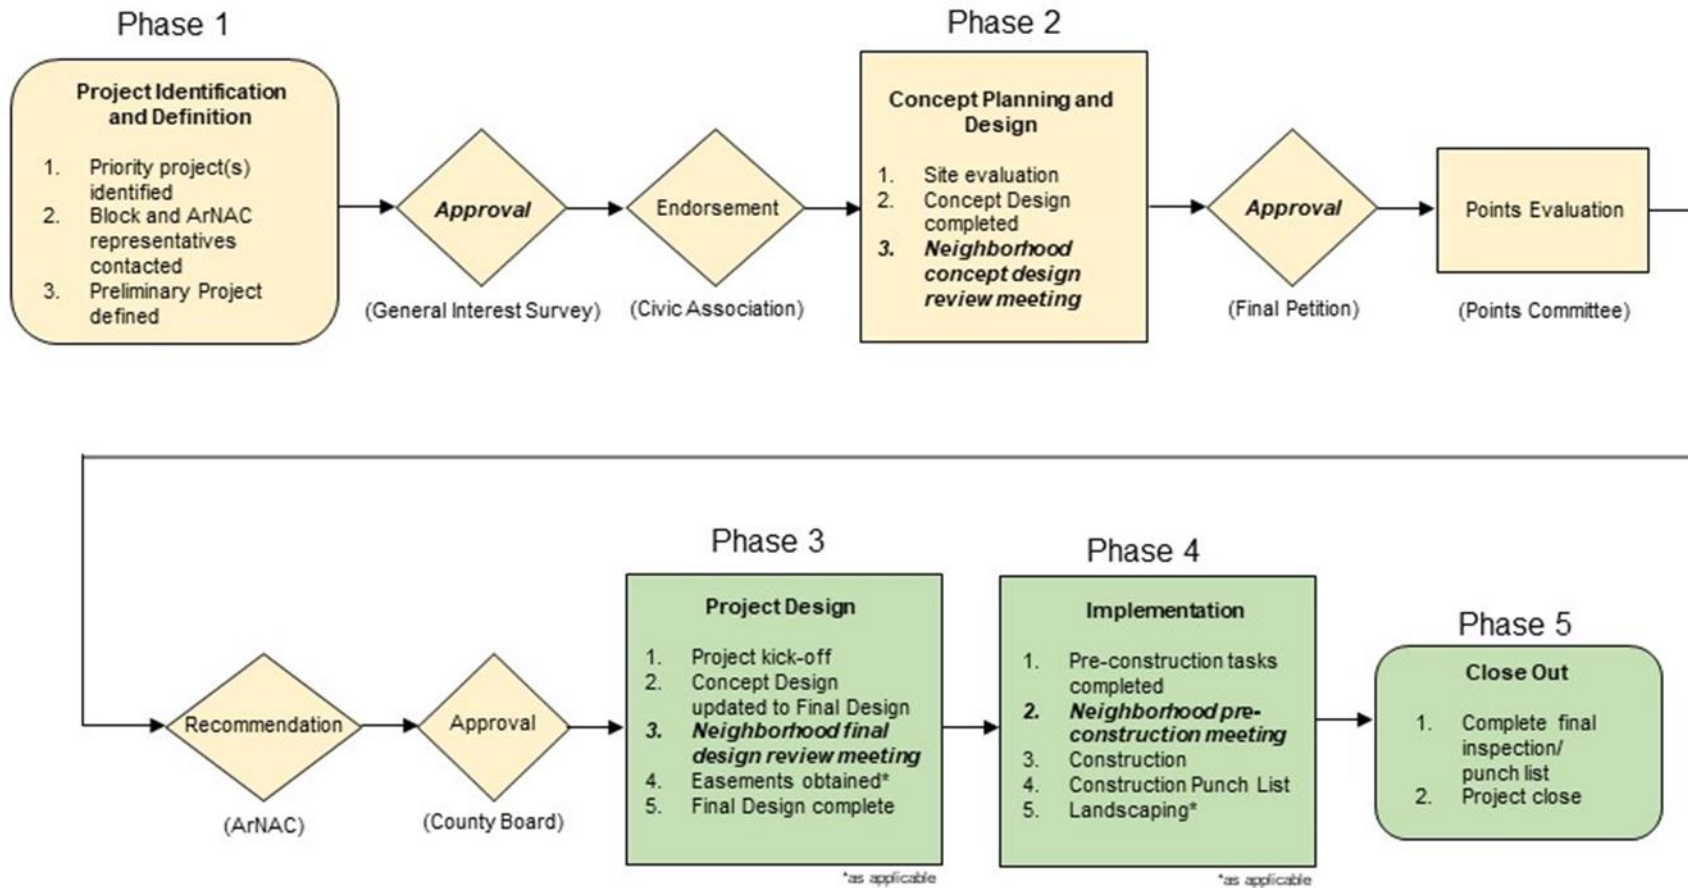 Phase 1
Project Identification
and Definition
1. Priority project(s)
identified
2. Block and ArNAC
representatives
contacted
3. Preliminary Project
defined
Approval
(General Interest Survey)
Endorsement
(Civic Association)
Phase 2
Concept Planning and
Design
1. Site evaluation
2. Concept Design
completed
3. Neighborhood
concept design
review meeting
Approval
(Final Petition)
Points Evaluation
(Points Committee)
Recommendation
(ArNAC)
Approval
(County Board)
Phase 3
Project Design
1. Project kick-off
2. Concept Design
updated to Final Design
3. Neighborhood final
design review meeting
4. Easements obtained*
5. Final Design complete
*as applicable
Phase 4
Implementation
1. Pre-construction tasks
completed
2. Neighborhood pre-
construction meeting
3. Construction
4. Construction Punch List
5. Landscaping*
*as applicable
Phase 5
Close Out
1. Complete final
inspection/
punch list
2. Project close